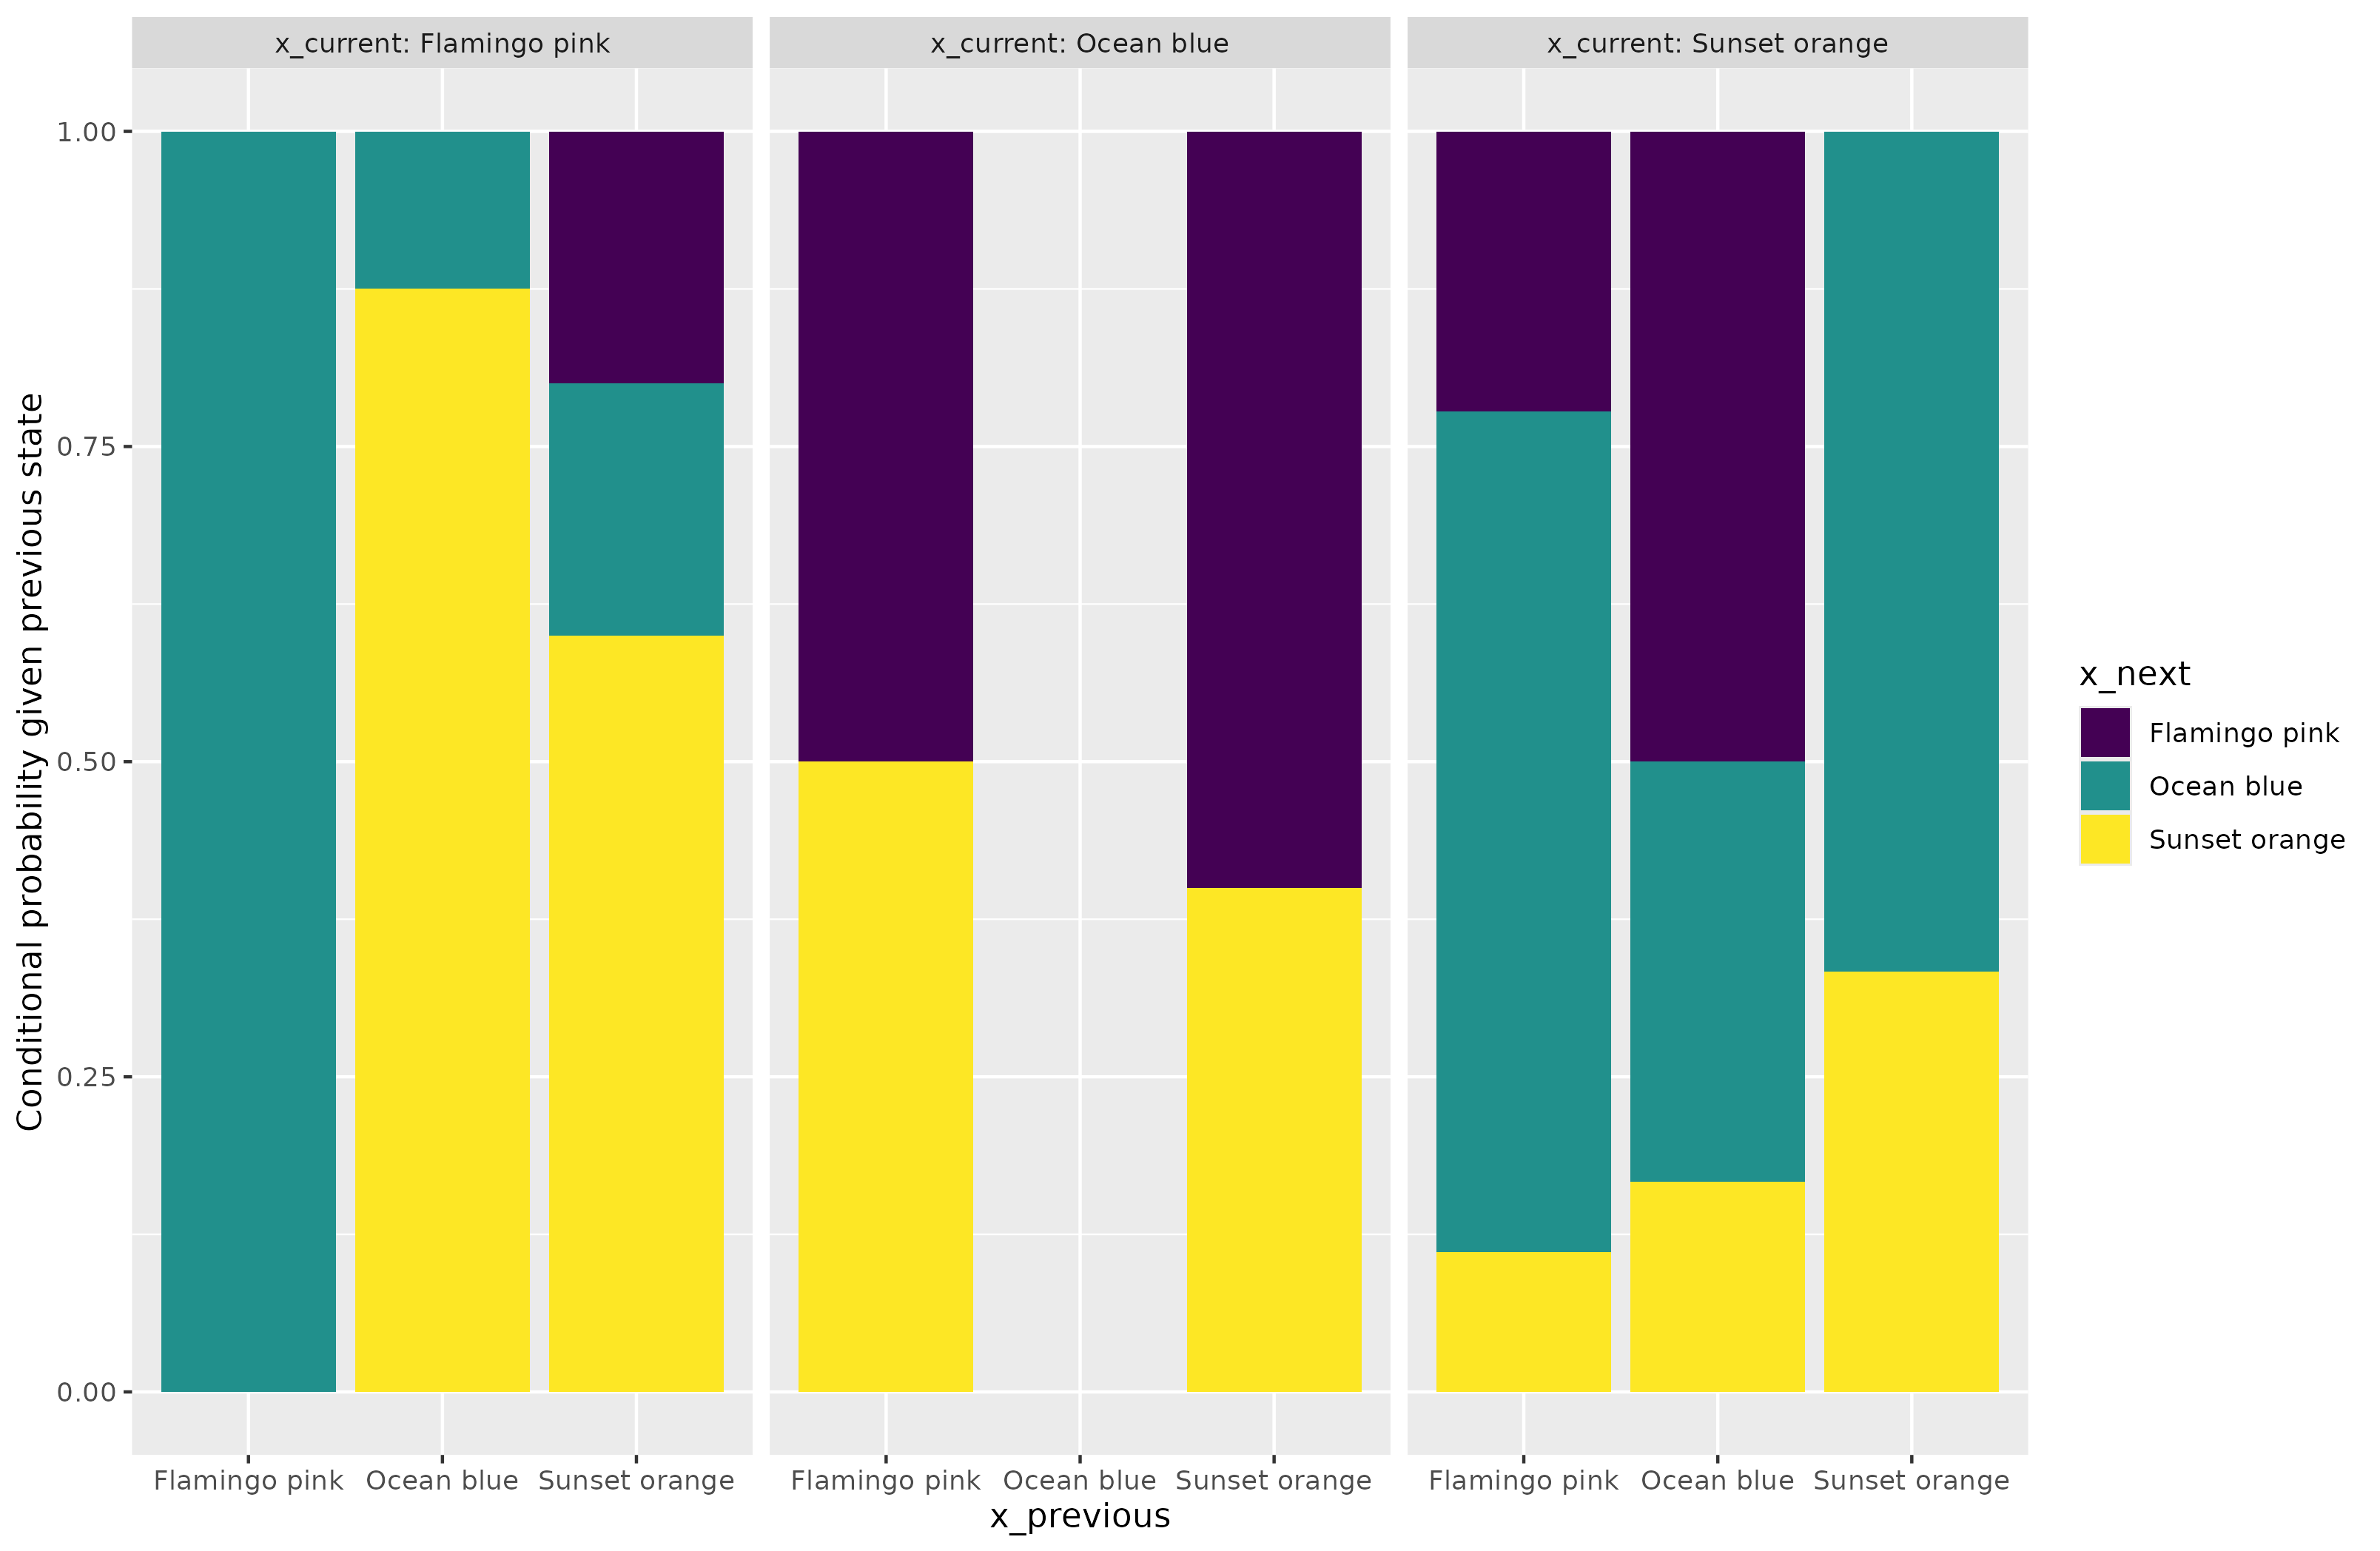 x_current: Flamingo pink
x_current: Ocean blue
x_current: Sunset orange
Conditional probability given previous state
1.00
0.75
0.50
0.25
0.00
Flamingo pink Ocean blue Sunset orange
Flamingo pink Ocean blue Sunset orange
Flamingo pink Ocean blue Sunset orange
x_previous
x_next
Flamingo pink
Ocean blue
Sunset orange